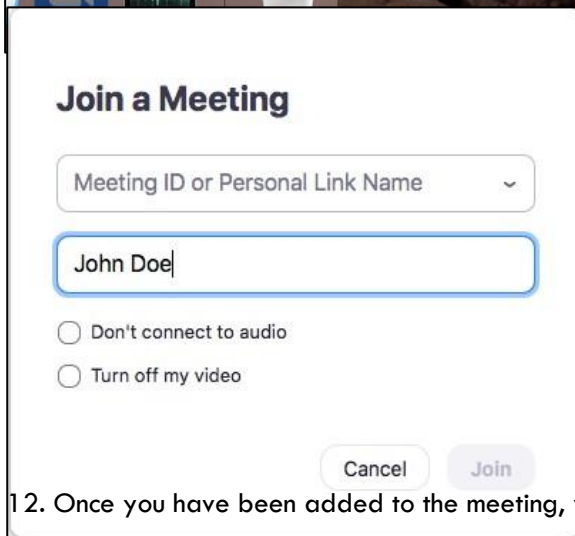 Join a Meeting
Meeting ID or Personal Link Name
John Doe
Don't connect to audio
Turn off my video
Cancel Join
12. Once you have been added to the meeting,